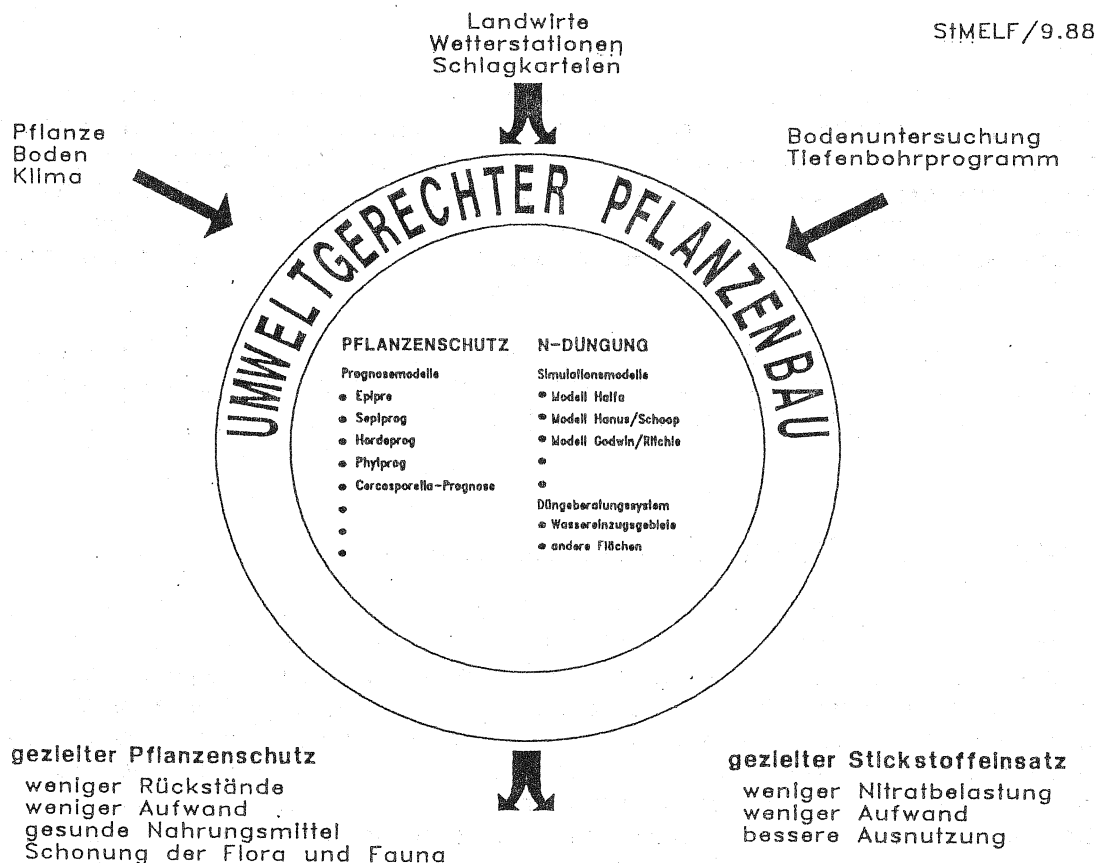 StMELF/9.88
Landwirte
Wetterstationen
Schlagkarteien
Pflanze
Boden
Klima
Bodenuntersuchung
Tiefenbohrprogramm
UMWELTGERECHTER PFLANZENBAU
PFLANZENSCHUTZ
Prognosemodelle
• Epipre
• Septprog
• Hordeprog
• Phytprog
• Cercosporella-Prognose
•
•
•
N-DÜNGUNG
Simulationsmodelle
• Modell Haifa
• Modell Hanus/Schoop
• Modell Godwin/Ritchie
•
•
Düngeberatungssystem
• Wassereinzugsgebiete
• andere Flächen
gezielter Pflanzenschutz
weniger Rückstände
weniger Aufwand
gesunde Nahrungsmittel
Schonung der Flora und Fauna
gezielter Stickstoffeinsatz
weniger Nitratbelastung
weniger Aufwand
bessere Ausnutzung